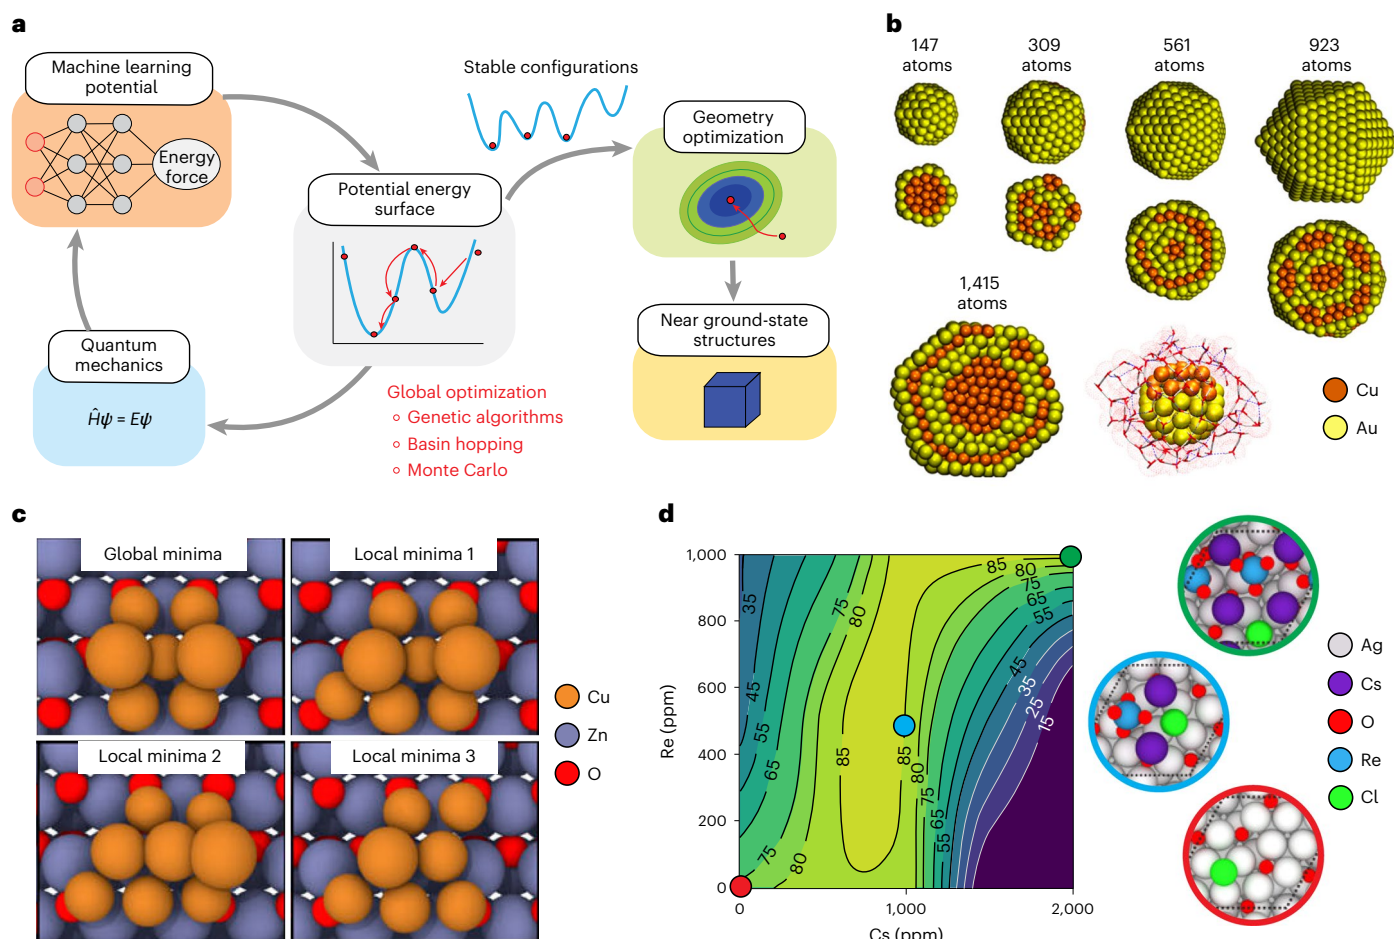 a
Machine learning
potential
Energy
force
Quantum
mechanics
Ĥψ = Eψ
Potential energy
surface
Global optimization
Genetic algorithms
Basin hopping
Monte Carlo
Stable configurations
Geometry
optimization
Near ground-state
structures
b
147
atoms
309
atoms
561
atoms
923
atoms
1,415
atoms
Cu
Au
c
Global minima
Local minima 1
Local minima 2
Local minima 3
Cu
Zn
O
d
Re (ppm)
1,000
800
600
400
200
0
0
1,000
2,000
Cs (ppm)
35
45
55
65
75
80
75
80
85
85
80
75
65
55
85
80
75
65
55
45
35
25
15
Ag
Cs
O
Re
Cl